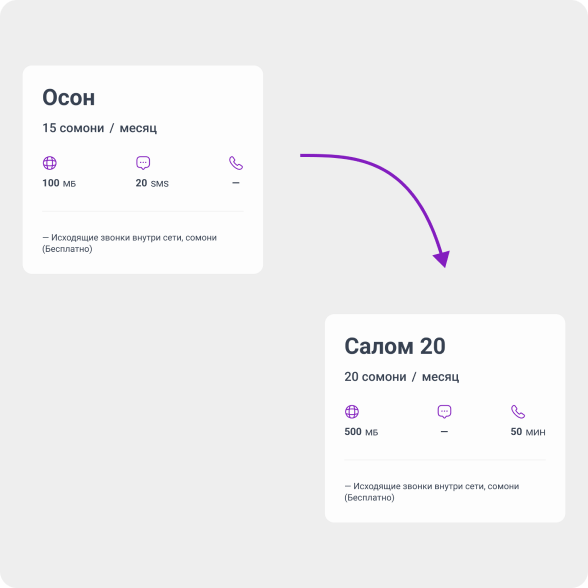 Осон
15 сомони / месяц
100 МБ 20 SMS —
— Исходящие звонки внутри сети, сомони
(Бесплатно)
Салом 20
20 сомони / месяц
500 МБ — 50 МИН
— Исходящие звонки внутри сети, сомони
(Бесплатно)